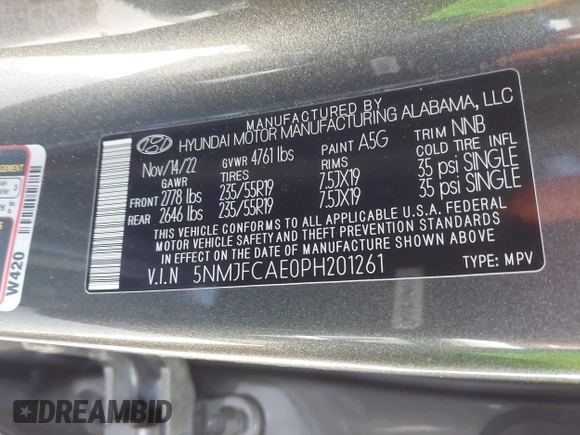 MANUFACTURED BY
HYUNDAI MOTOR MANUFACTURING ALABAMA, LLC
Nov/14/22 GVWR 4761 lbs PAINT A5G TRIM NNB
GAWR TIRES RIMS COLD TIRE INFL
FRONT 2778 lbs 235/55R19 7.5JX19 35 psi SINGLE
REAR 2646 lbs 235/55R19 7.5JX19 35 psi SINGLE
THIS VEHICLE CONFORMS TO ALL APPLICABLE U.S.A. FEDERAL
MOTOR VEHICLE SAFETY AND THEFT PREVENTION STANDARDS
IN EFFECT ON THE DATE OF MANUFACTURE SHOWN ABOVE
V.I.N 5NMJFCAE0PH201261 TYPE: MPV
W420
DREAMBID